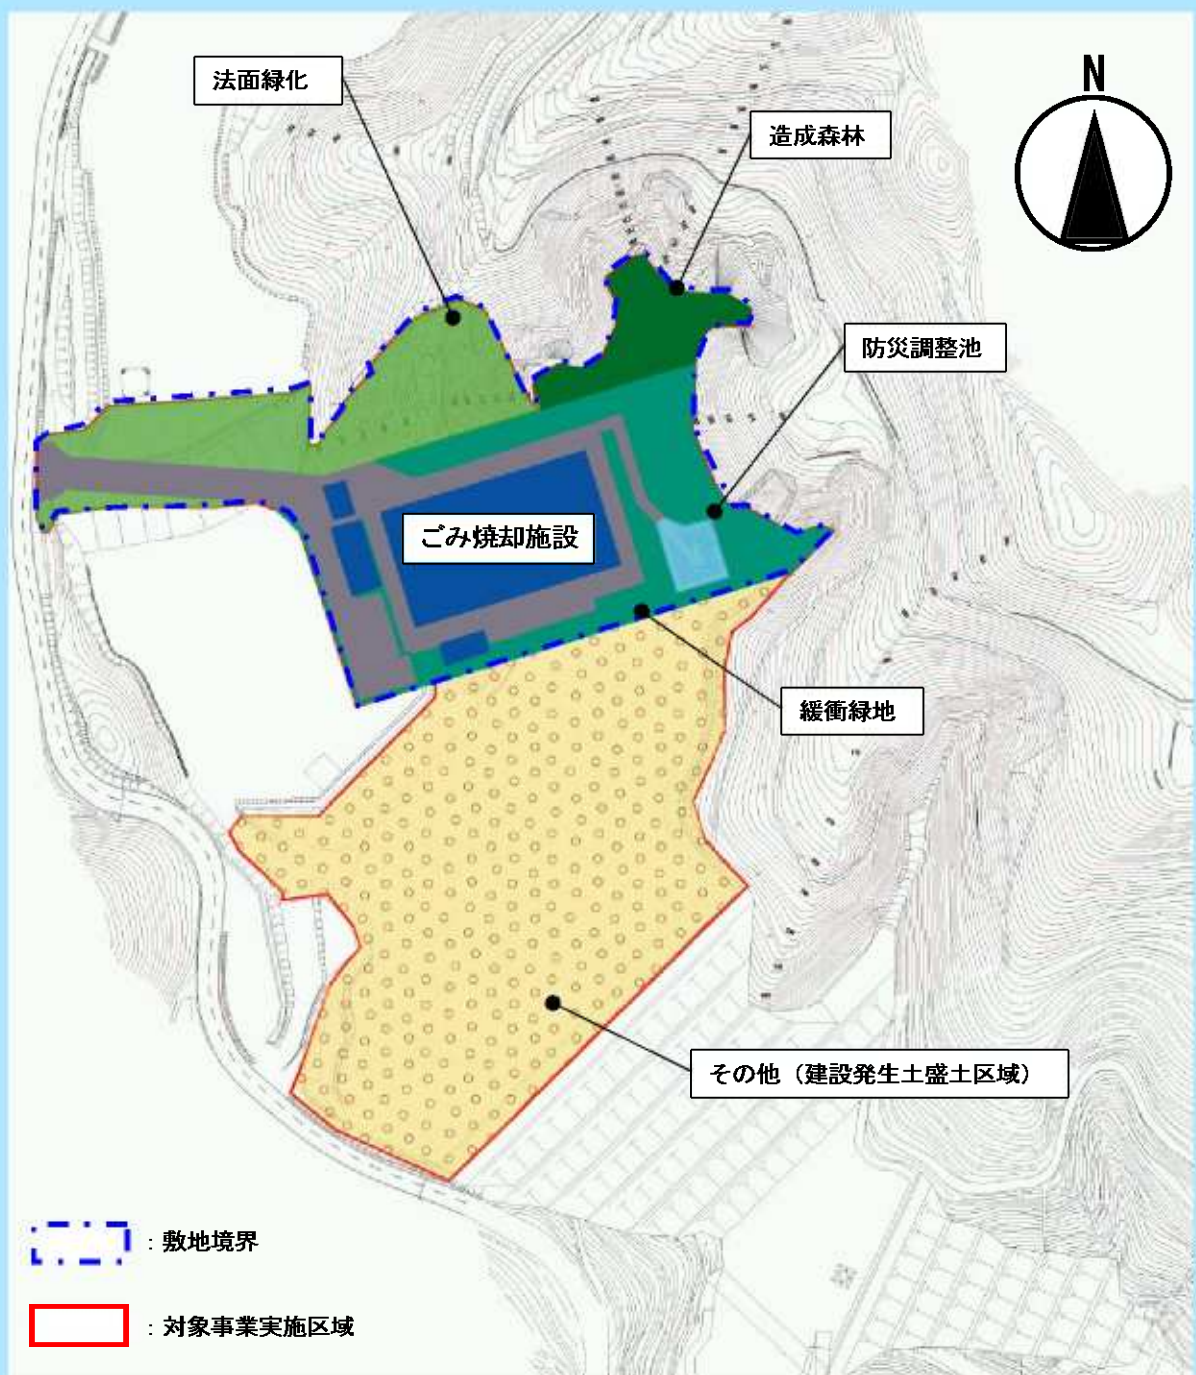 法面緑化
N
造成森林
防災調整池
ごみ焼却施設
緩衝緑地
その他（建設発生土盛土区域）
：敷地境界
：対象事業実施区域